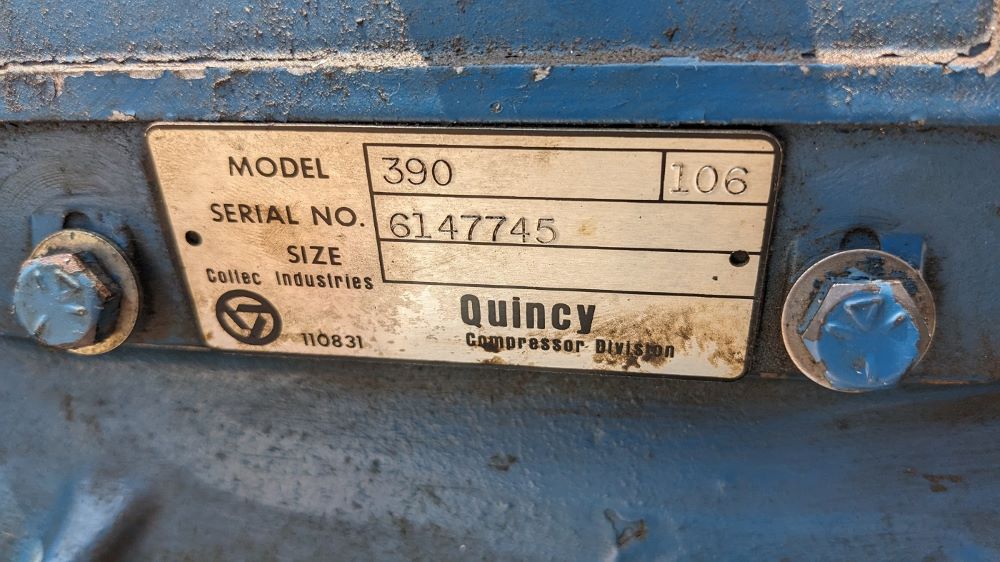 MODEL 390 106
SERIAL NO. 6147745
SIZE
Coltec Industries
110831
Quincy
Compressor Division